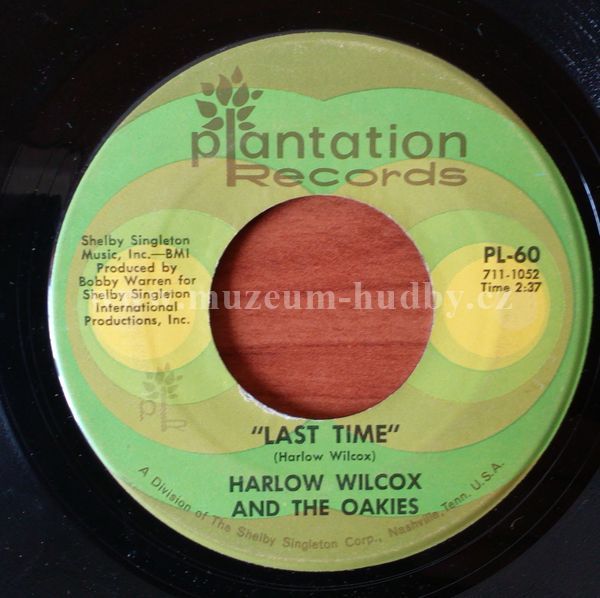 plantation
Records
Shelby Singleton
Music, Inc.—BMI
Produced by
Bobby Warren for
Shelby Singleton
International
Productions, Inc.
PL-60
711-1052
Time 2:37
muzeum-hudby.cz
PLR
"LAST TIME"
(Harlow Wilcox)
HARLOW WILCOX
AND THE OAKIES
A Division of The Shelby Singleton Corp., Nashville, Tenn. U.S.A.